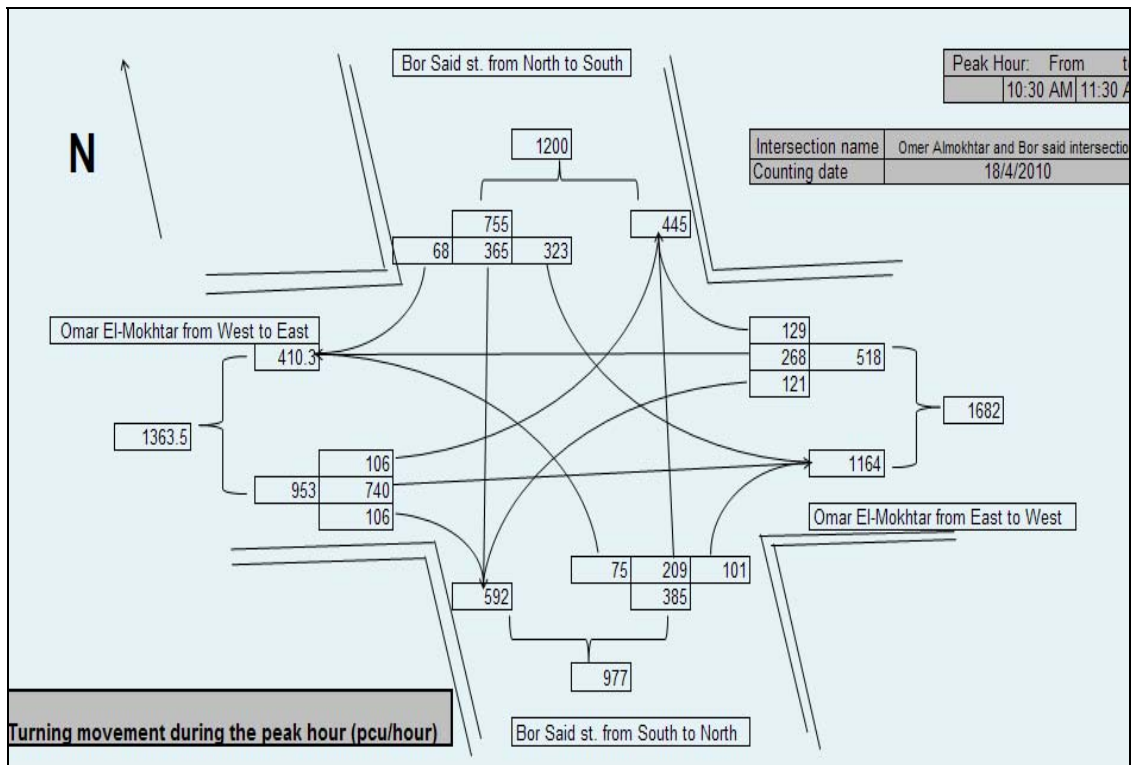 Bor Said st. from North to South
Peak Hour: From
10:30 AM 11:30
N
1200
Intersection name Omer Almokhtar and Bor said
Counting date 18/4/2010
755
445
68 365 323
Omar El-Mokhtar from West to East
129
410.3
268 518
121
1682
1363.5
106
1164
953 740
106
Omar El-Mokhtar from East to West
75 209 101
592
385
977
Turning movement during the peak hour (pcu/hour)
Bor Said st. from South to North